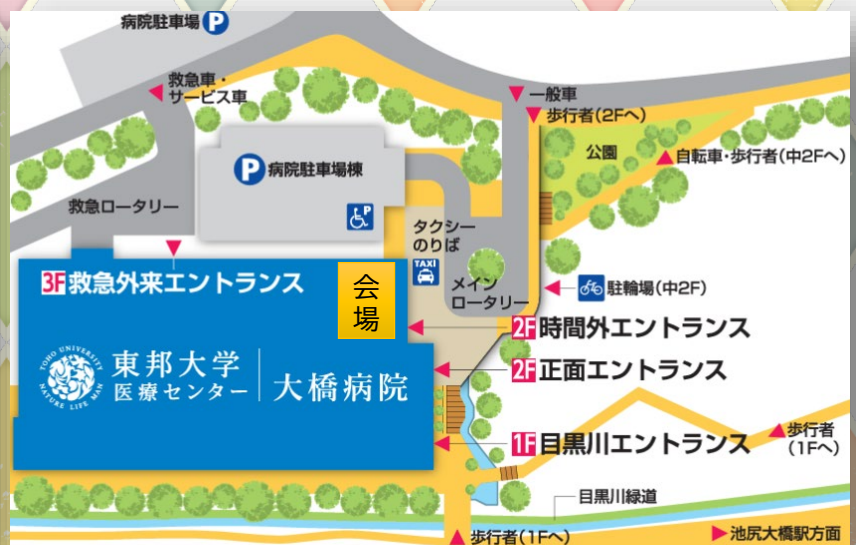 病院駐車場 P
救急車・
サービス車
一般車
歩行者(2Fへ)
公園
自転車・歩行者(中2Fへ)
P 病院駐車場棟
P
救急ロータリー
タクシー
のりば
TAXI
メイン
ロータリー
駐輪場(中2F)
3F救急外来エントランス
会
場
2F時間外エントランス
TOHO UNIVERSITY
NATURE LIFE MAN
東邦大学
医療センター
大橋病院
2F正面エントランス
1F目黒川エントランス
歩行者
(1Fへ)
目黒川緑道
歩行者(1Fへ)
池尻大橋駅方面